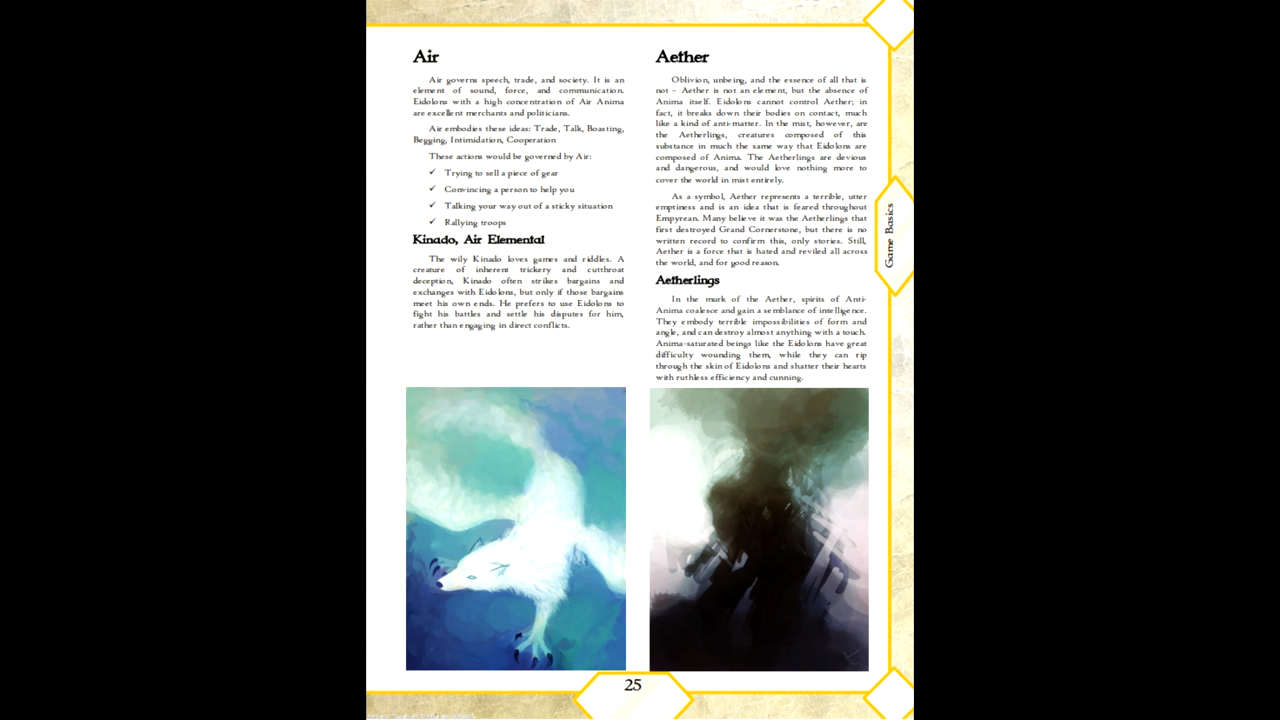 Air
Air governs speech, trade, and society. It is an
element of sound, force, and communication.
Eidolons with a high concentration of Air Anima
are excellent merchants and politicians.
Air embodies these ideas: Trade, Talk, Boasting,
Begging, Intimidation, Cooperation
These actions would be governed by Air:
✓ Trying to sell a piece of gear
✓ Convincing a person to help you
✓ Talking your way out of a sticky situation
✓ Rallying troops
Kinado, Air Elemental
The wily Kinado loves games and riddles. A
creature of inherent trickery and cutthroat
deception, Kinado often strikes bargains and
exchanges with Eidolons, but only if those bargains
meet his own ends. He prefers to use Eidolons to
fight his battles and settle his disputes for him,
rather than engaging in direct conflicts.
Aether
Oblivion, unbeing, and the essence of all that is
not – Aether is not an element, but the absence of
Anima itself. Eidolons cannot control Aether; in
fact, it breaks down their bodies on contact, much
like a kind of anti-matter. In the mist, however, are
the Aetherlings, creatures composed of this
substance in much the same way that Eidolons are
composed of Anima. The Aetherlings are devious
and dangerous, and would love nothing more to
cover the world in mist entirely.
As a symbol, Aether represents a terrible, utter
emptiness and is an idea that is feared throughout
Empyrean. Many believe it was the Aetherlings that
first destroyed Grand Cornerstone, but there is no
written record to confirm this, only stories. Still,
Aether is a force that is hated and reviled all across
the world, and for good reason.
Aetherlings
In the murk of the Aether, spirits of Anti-
Anima coalesce and gain a semblance of intelligence.
They embody terrible impossibilities of form and
angle, and can destroy almost anything with a touch.
Anima-saturated beings like the Eidolons have great
difficulty wounding them, while they can rip
through the skin of Eidolons and shatter their hearts
with ruthless efficiency and cunning.
Game Basics
25